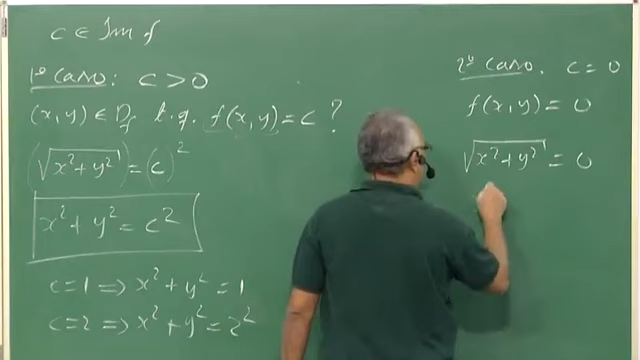 c ∈ Im f
1º caso: c > 0
(x, y) ∈ D_f t.q. f(x, y) = c ?
(√(x² + y²)) = (c)²
x² + y² = c²
c = 1 ⇒ x² + y² = 1
c = 2 ⇒ x² + y² = 2²
2º caso. c = 0
f(x, y) = 0
√(x² + y²) = 0